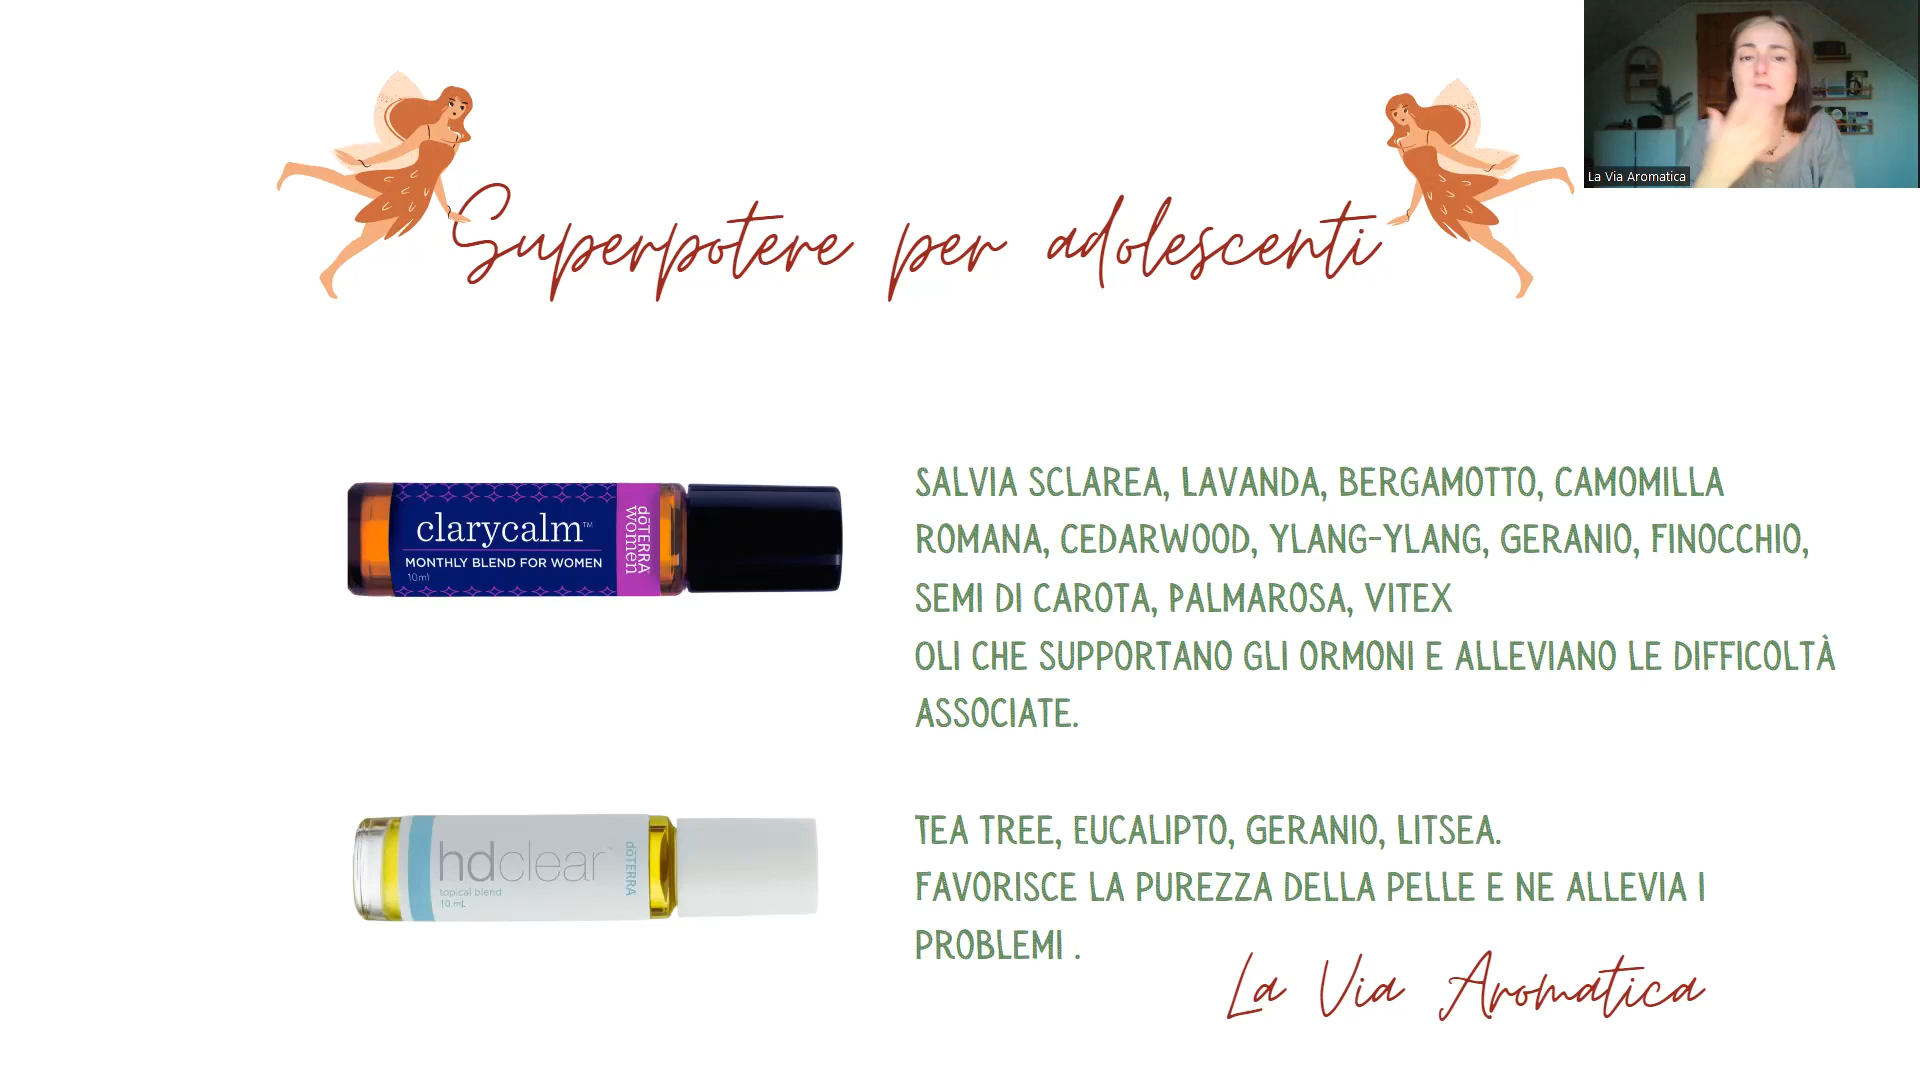 La Via Aromatica
Superpotere per adolescenti
clarycalm™
MONTHLY BLEND FOR WOMEN
10ml
dōTERRA
women
SALVIA SCLAREA, LAVANDA, BERGAMOTTO, CAMOMILLA
ROMANA, CEDARWOOD, YLANG-YLANG, GERANIO, FINOCCHIO,
SEMI DI CAROTA, PALMAROSA, VITEX
OLI CHE SUPPORTANO GLI ORMONI E ALLEVIANO LE DIFFICOLTÀ
ASSOCIATE.
hdclear™
topical blend
10 mL
dōTERRA
TEA TREE, EUCALIPTO, GERANIO, LITSEA.
FAVORISCE LA PUREZZA DELLA PELLE E NE ALLEVIA I
PROBLEMI .
La Via Aromatica